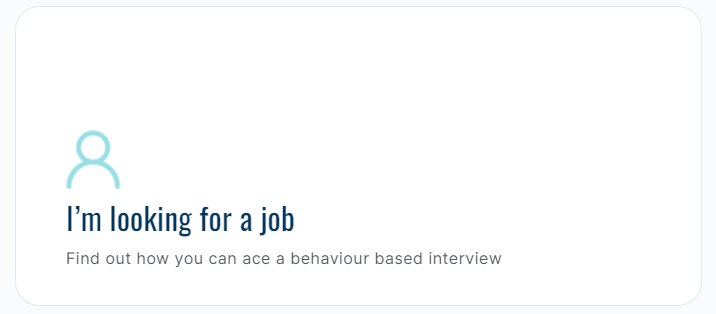 I’m looking for a job
Find out how you can ace a behaviour based interview